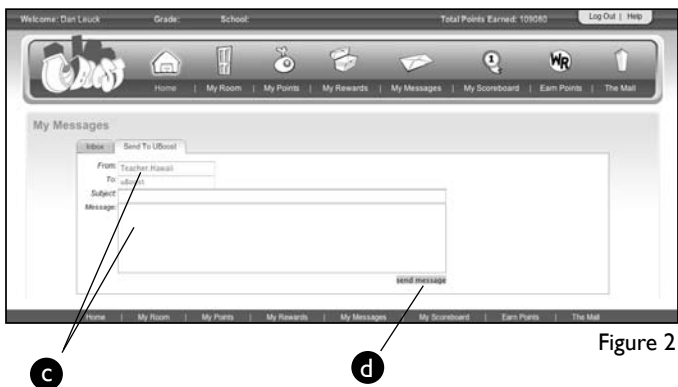 Welcome: Dan Leuck Grade: School: Total Points Earned: 109080 Log Out | Help
UBoost
Home | My Room | My Points | My Rewards | My Messages | My Scoreboard | Earn Points | The Mall
My Messages
Inbox Send To UBoost
From: Teacher.Hawaii
To: uBoost
Subject:
Message:
send message
Home | My Room | My Points | My Rewards | My Messages | My Scoreboard | Earn Points | The Mall
Figure 2
c d